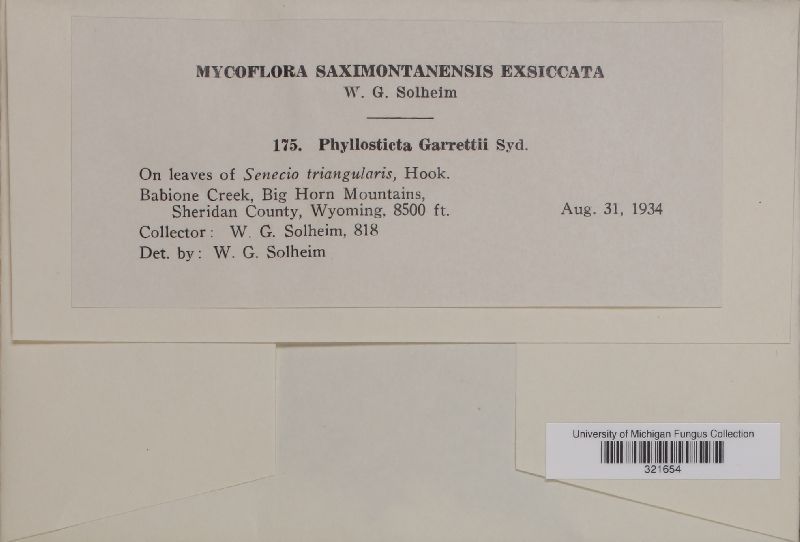 MYCOFLORA SAXIMONTANENSIS EXSICCATA
W. G. Solheim
175. Phyllosticta Garrettii Syd.
On leaves of Senecio triangularis, Hook.
Babione Creek, Big Horn Mountains,
Sheridan County, Wyoming, 8500 ft. Aug. 31, 1934
Collector: W. G. Solheim, 818
Det. by: W. G. Solheim
University of Michigan Fungus Collection
321654